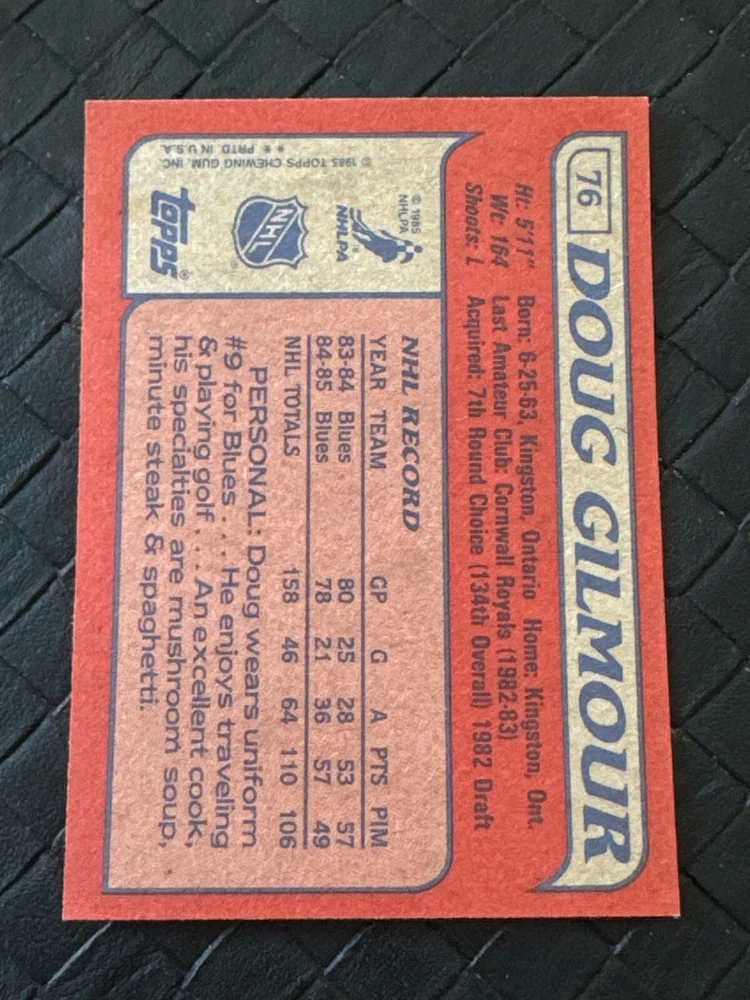 76 DOUG GILMOUR
Ht: 5'11" Born: 6-25-63, Kingston, Ontario Home: Kingston, Ont.
Wt: 164 Last Amateur Club: Cornwall Royals (1982-83)
Shoots: L Acquired: 7th Round Choice (134th Overall) 1982 Draft
© 1985
NHLPA
NHLPA™
NHL®
topps®
© 1985 TOPPS CHEWING GUM, INC.
** PRTD. IN U.S.A.
NHL RECORD
YEAR TEAM GP G A PTS PIM
83-84 Blues 80 25 28 53 57
84-85 Blues 78 21 36 57 49
NHL TOTALS 158 46 64 110 106
PERSONAL: Doug wears uniform
#9 for Blues . . . He enjoys traveling
& playing golf . . . An excellent cook,
his specialties are mushroom soup,
minute steak & spaghetti.